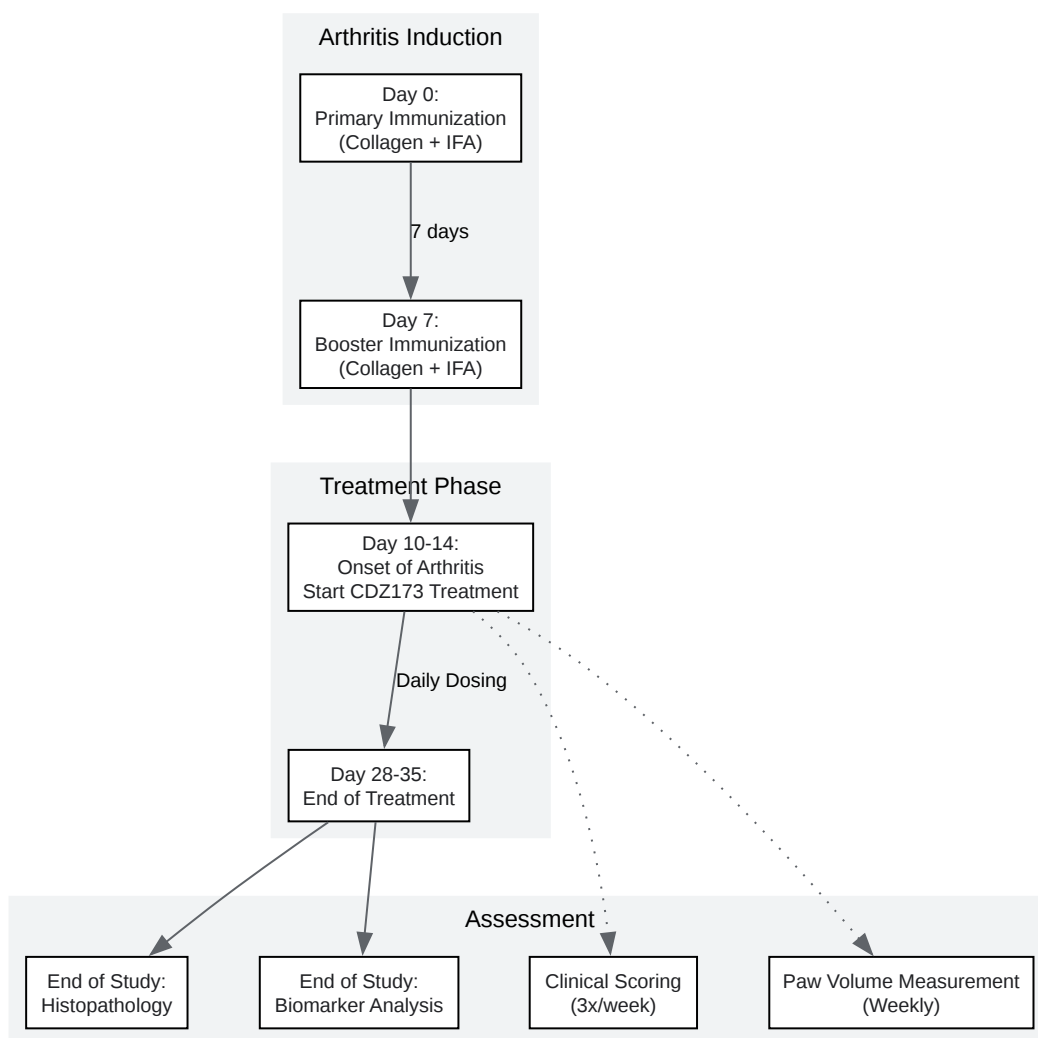 Arthritis Induction
Day 0:
Primary Immunization
(Collagen + IFA)
7 days
Day 7:
Booster Immunization
(Collagen + IFA)
Treatment Phase
Day 10-14:
Onset of Arthritis
Start CDZ173 Treatment
Daily Dosing
Day 28-35:
End of Treatment
Assessment
End of Study:
Histopathology
End of Study:
Biomarker Analysis
Clinical Scoring
(3x/week)
Paw Volume Measurement
(Weekly)